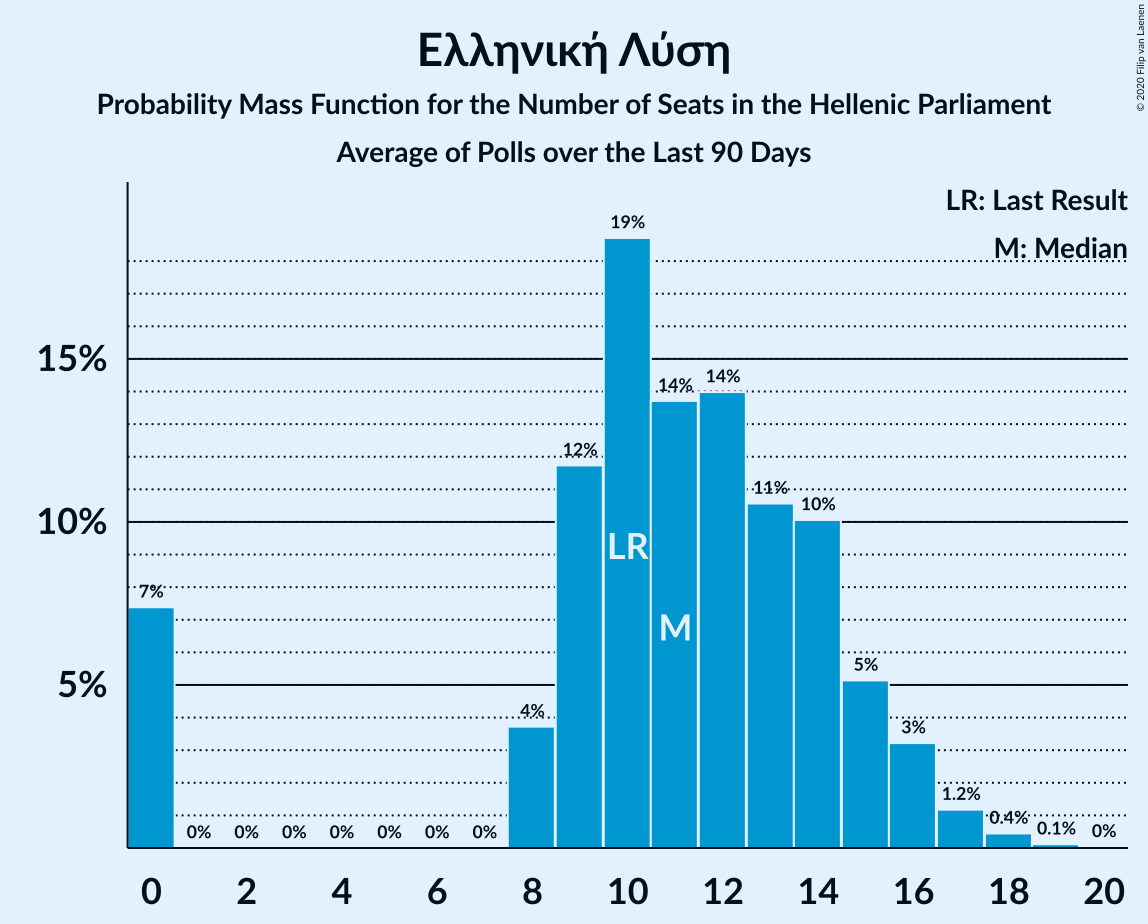 Ελληνική Λύση
Probability Mass Function for the Number of Seats in the Hellenic Parliament
Average of Polls over the Last 90 Days
© 2020 Filip van Laenen
LR: Last Result
M: Median
15%
10%
5%
7%
0%
0%
0%
0%
0%
0%
0%
4%
12%
19%
14%
14%
11%
10%
5%
3%
1.2%
0.4%
0.1%
0%
LR
M
0 2 4 6 8 10 12 14 16 18 20